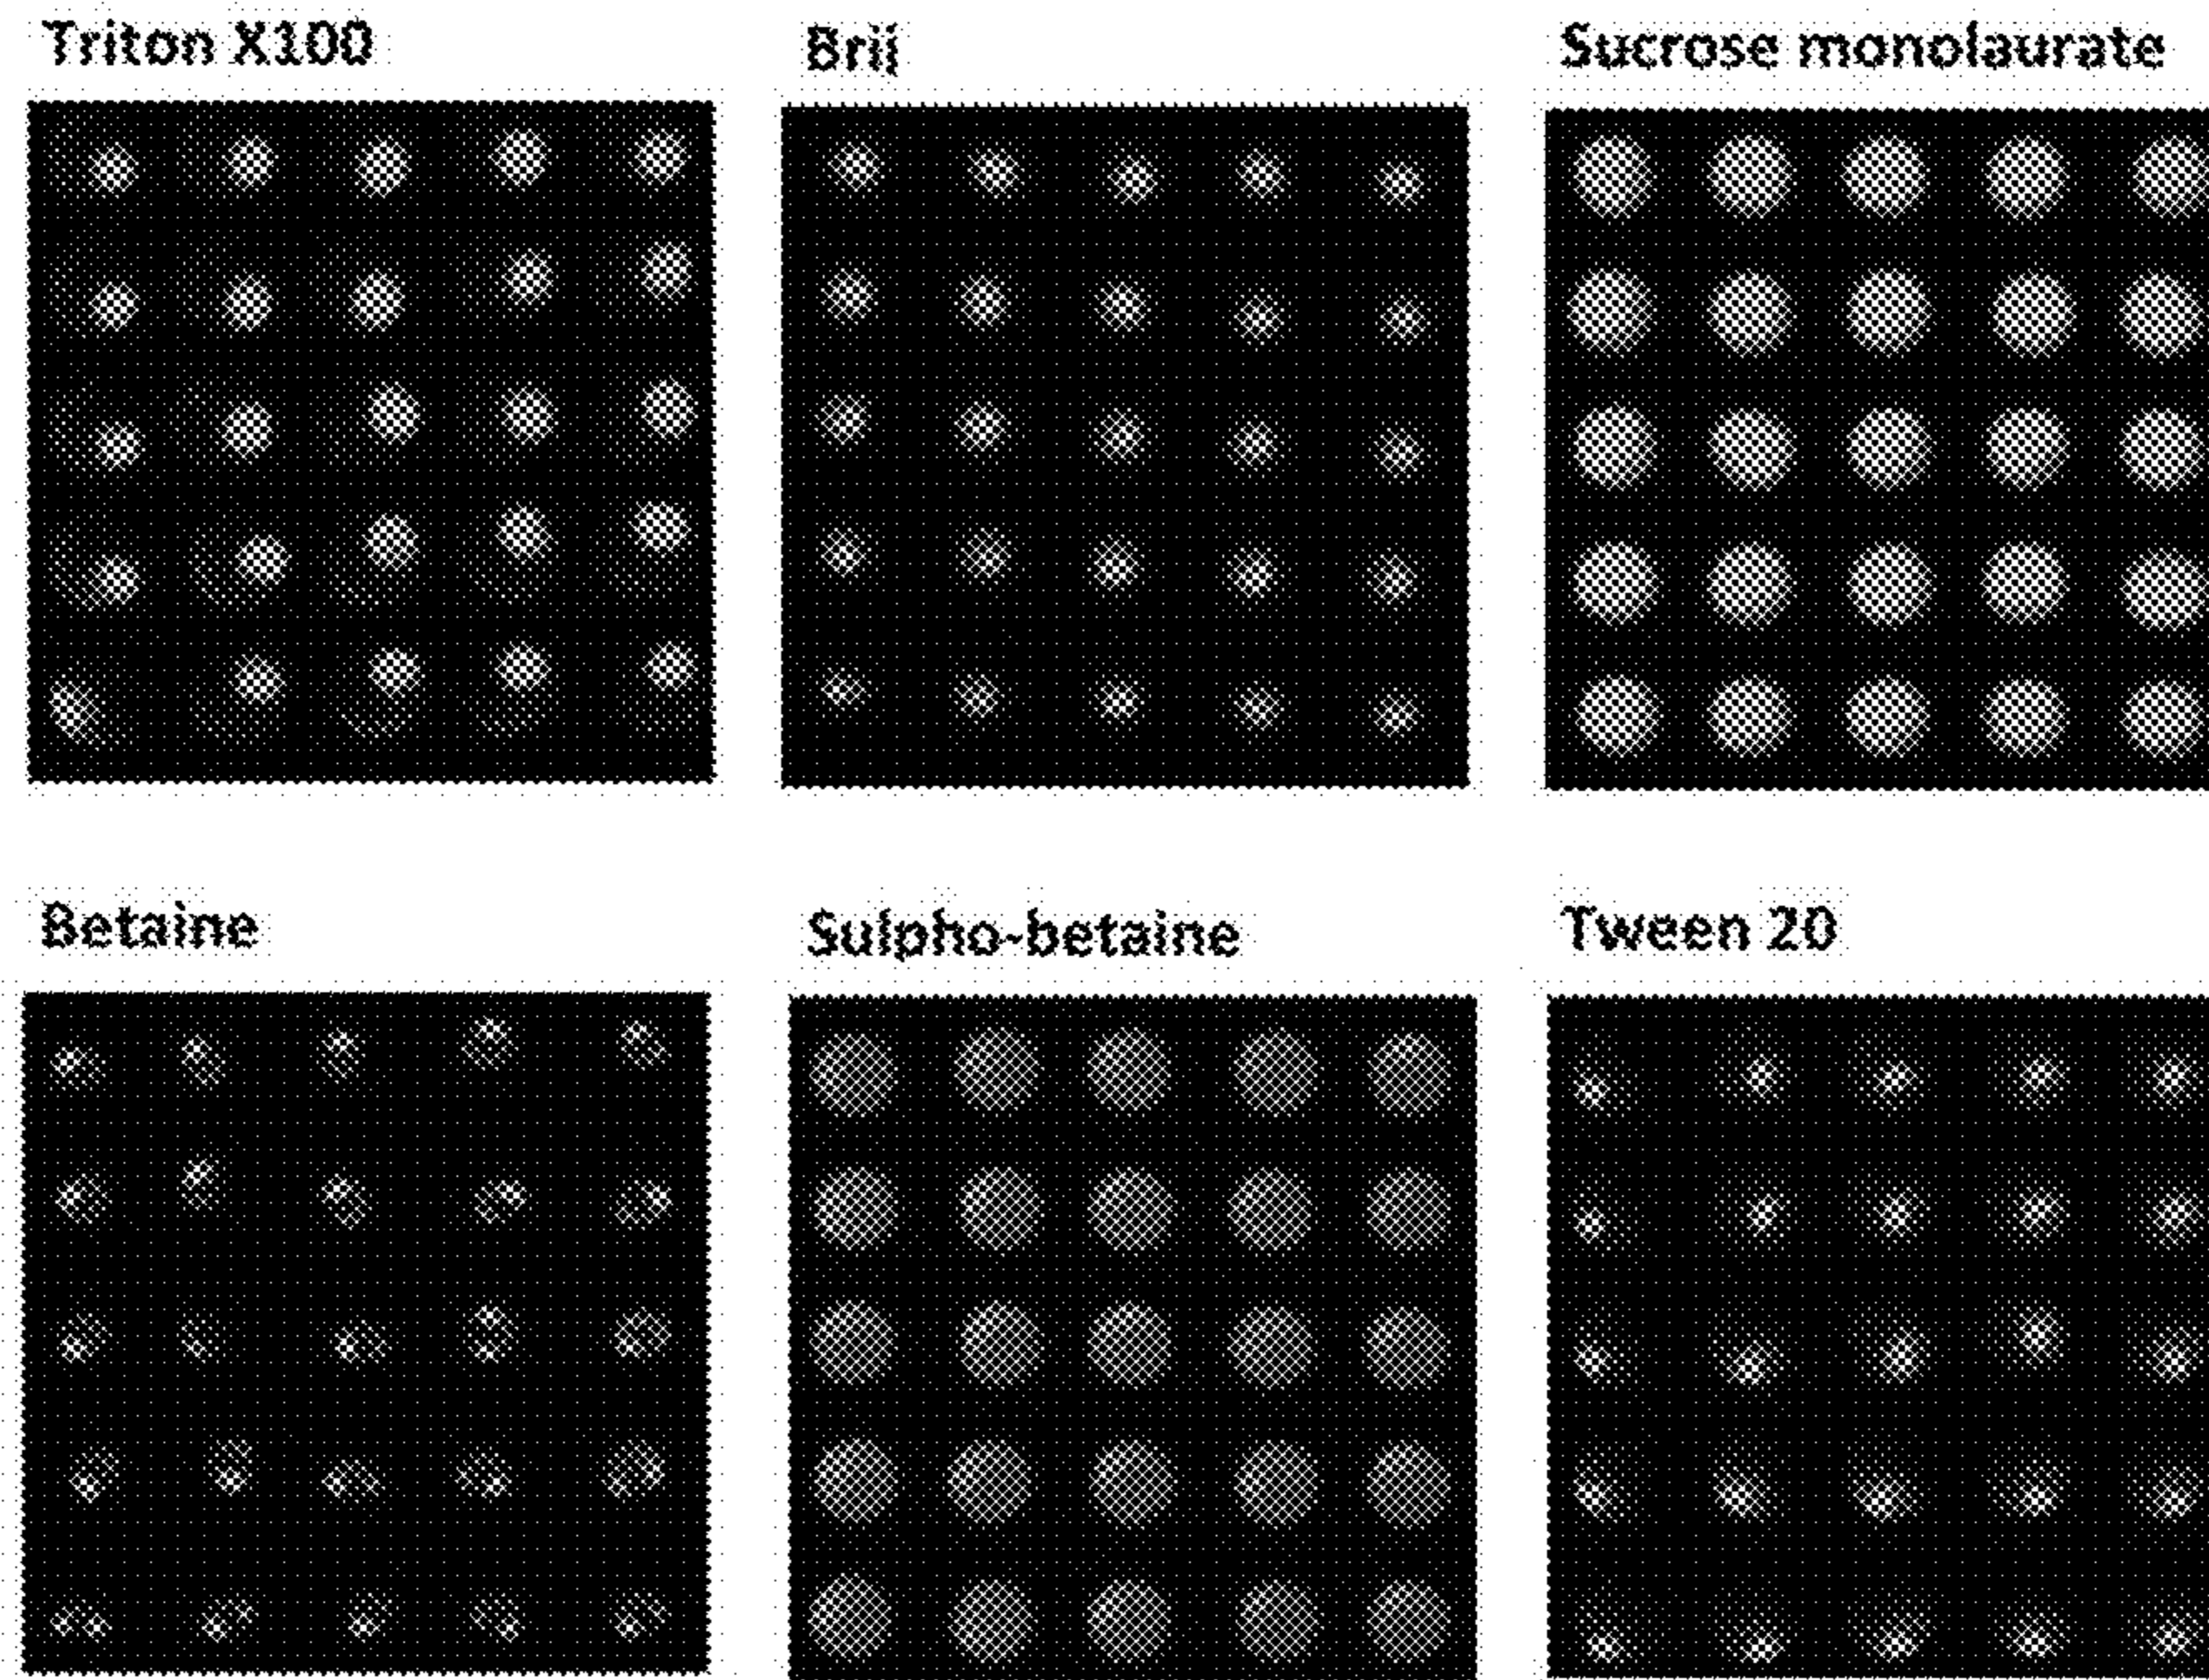 Triton X100
Brij
Sucrose monolaurate
Betaine
Sulpho-betaine
Tween 20